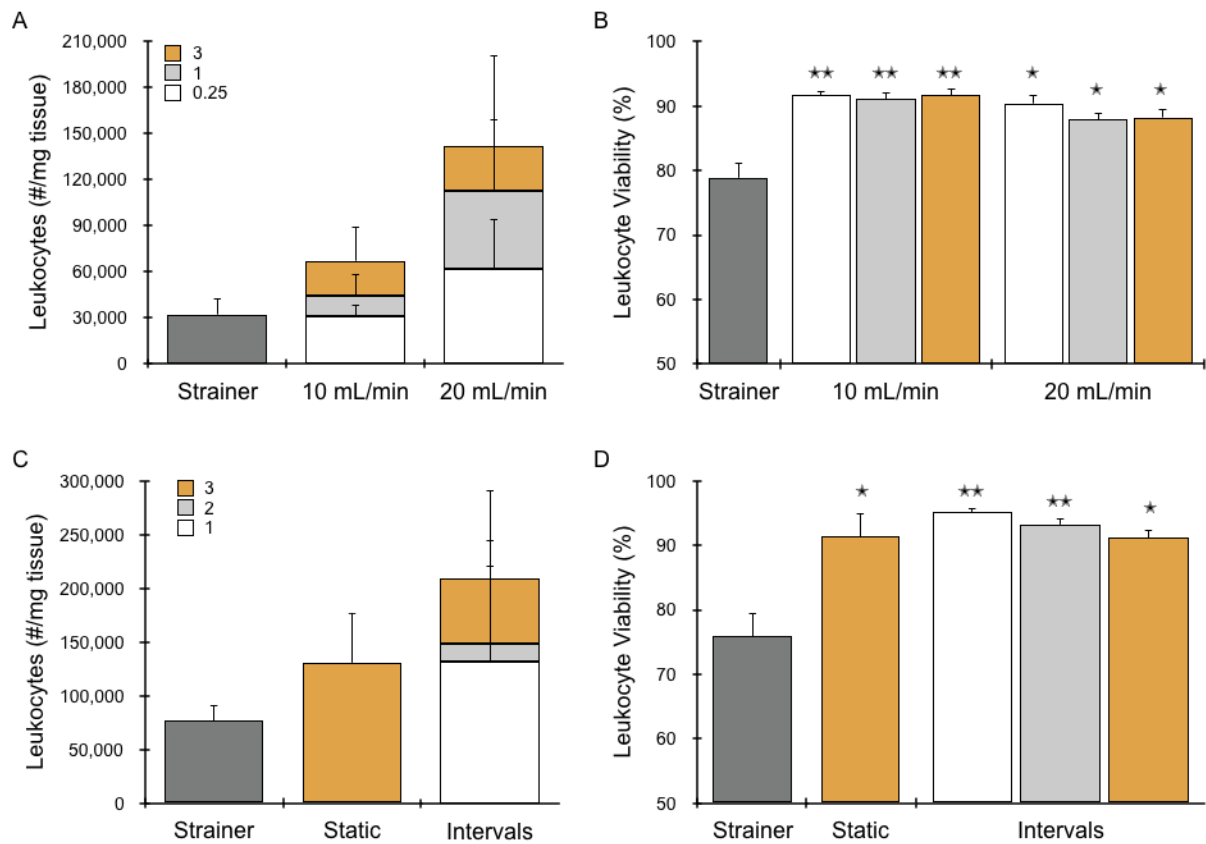 A
Leukocytes (#/mg tissue)
210,000
180,000
150,000
120,000
90,000
60,000
30,000
0
3
1
0.25
Strainer 10 mL/min 20 mL/min
B
Leukocyte Viability (%)
100
90
80
70
60
50
★★ ★★ ★★ ★ ★ ★
Strainer 10 mL/min 20 mL/min
C
Leukocytes (#/mg tissue)
300,000
250,000
200,000
150,000
100,000
50,000
0
3
2
1
Strainer Static Intervals
D
Leukocyte Viability (%)
100
90
80
70
60
50
★ ★★ ★★ ★
Strainer Static Intervals